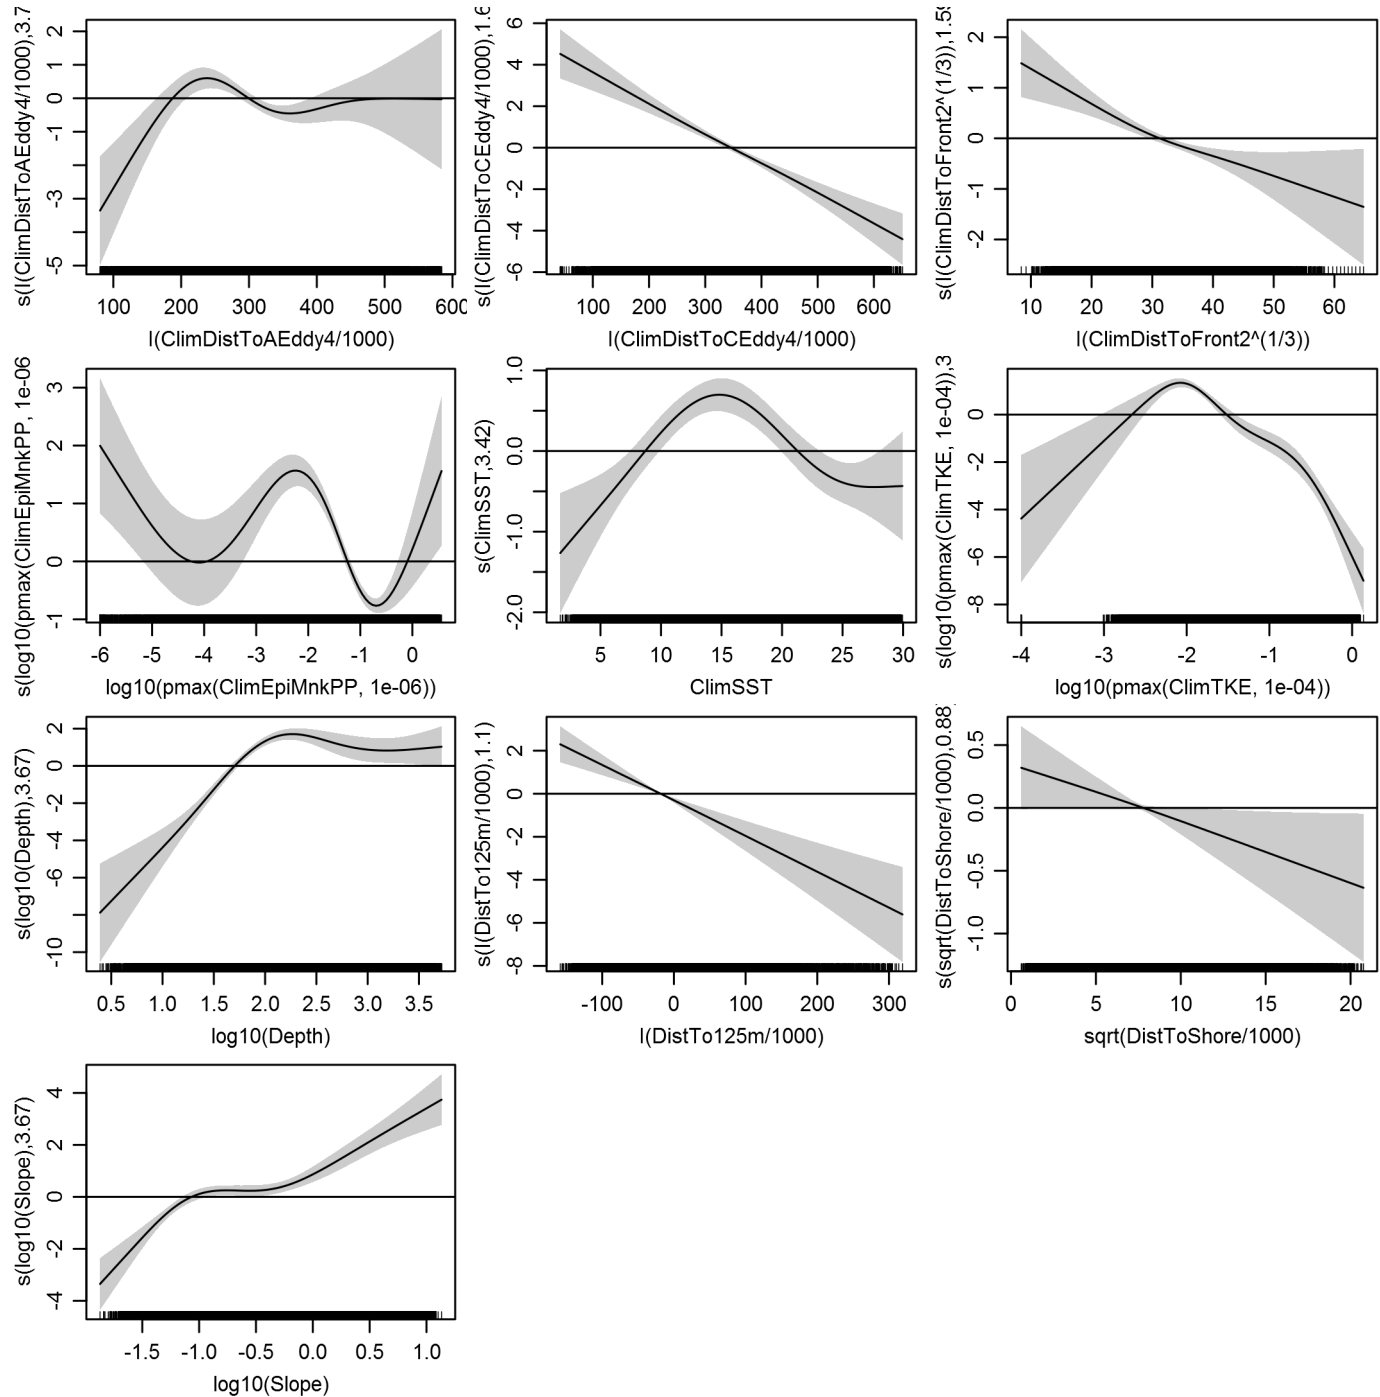 s(I(ClimDistToAEddy4/1000),3.7
2
0
-1
-3
-5
100 200 300 400 500 600
I(ClimDistToAEddy4/1000)
s(I(ClimDistToCEddy4/1000),1.6
6
4
2
0
-2
-4
-6
100 200 300 400 500 600
I(ClimDistToCEddy4/1000)
s(I(ClimDistToFront2^(1/3)),1.59
2
1
0
-1
-2
10 20 30 40 50 60
I(ClimDistToFront2^(1/3))
s(log10(pmax(ClimEpiMnkPP, 1e-06
3
2
1
0
-1
-6 -5 -4 -3 -2 -1 0
log10(pmax(ClimEpiMnkPP, 1e-06))
s(ClimSST,3.42)
1.0
0.0
-1.0
-2.0
5 10 15 20 25 30
ClimSST
s(log10(pmax(ClimTKE, 1e-04)),3
0
-2
-4
-6
-8
-4 -3 -2 -1 0
log10(pmax(ClimTKE, 1e-04))
s(log10(Depth),3.67)
2
0
-2
-4
-6
-10
0.5 1.0 1.5 2.0 2.5 3.0 3.5
log10(Depth)
s(I(DistTo125m/1000),1.1)
2
0
-2
-4
-6
-8
-100 0 100 200 300
I(DistTo125m/1000)
s(sqrt(DistToShore/1000),0.88
0.5
0.0
-0.5
-1.0
0 5 10 15 20
sqrt(DistToShore/1000)
s(log10(Slope),3.67)
4
2
0
-2
-4
-1.5 -1.0 -0.5 0.0 0.5 1.0
log10(Slope)